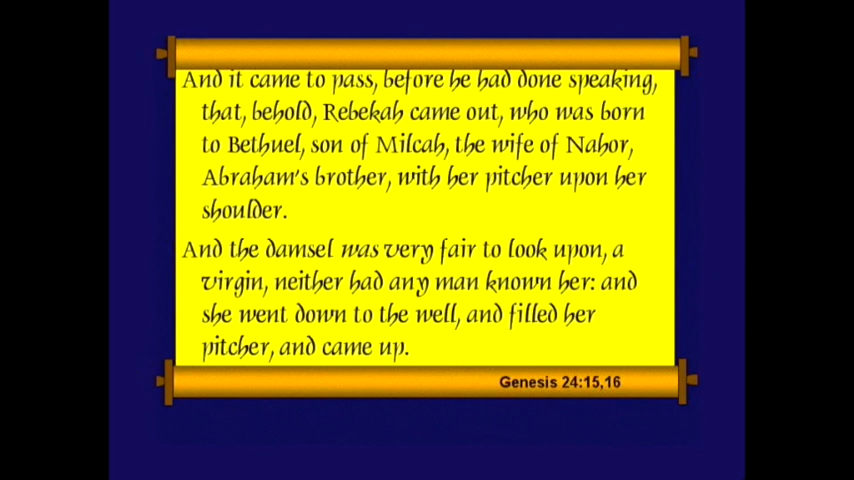 And it came to pass, before he had done speaking,
that, behold, Rebekah came out, who was born
to Bethuel, son of Milcah, the wife of Nahor,
Abraham's brother, with her pitcher upon her
shoulder.
And the damsel was very fair to look upon, a
virgin, neither had any man known her: and
she went down to the well, and filled her
pitcher, and came up.
Genesis 24:15,16